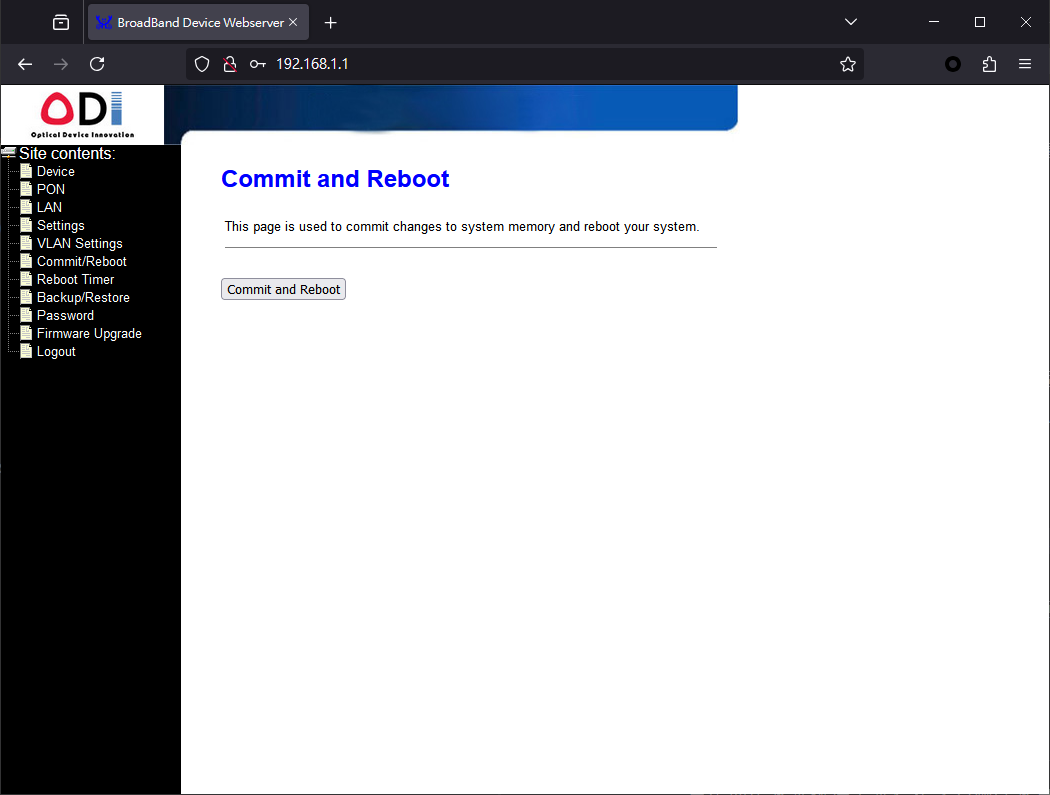 BroadBand Device Webserver
192.168.1.1
ODI
Optical Device Innovation
Site contents:
Device
PON
LAN
Settings
VLAN Settings
Commit/Reboot
Reboot Timer
Backup/Restore
Password
Firmware Upgrade
Logout
Commit and Reboot
This page is used to commit changes to system memory and reboot your system.
Commit and Reboot